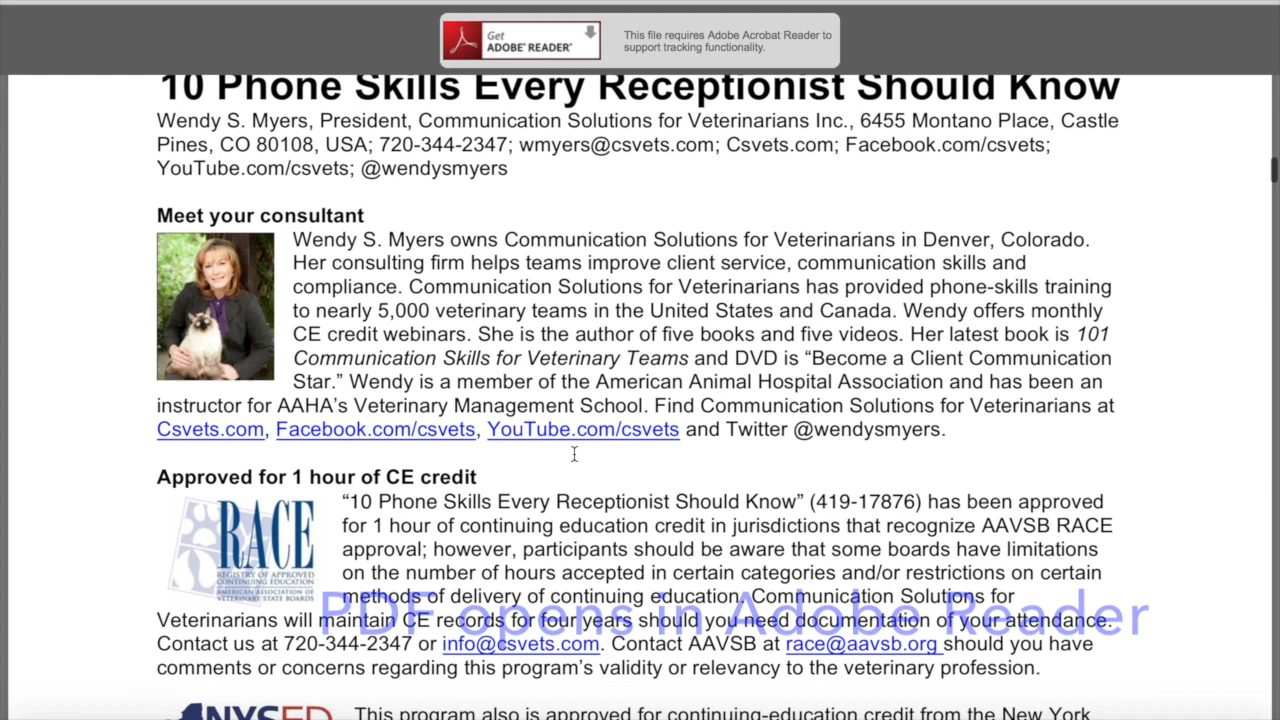 Get
ADOBE® READER®
This file requires Adobe Acrobat Reader to
support tracking functionality.
10 Phone Skills Every Receptionist Should Know
Wendy S. Myers, President, Communication Solutions for Veterinarians Inc., 6455 Montano Place, Castle
Pines, CO 80108, USA; 720-344-2347; wmyers@csvets.com; Csvets.com; Facebook.com/csvets;
YouTube.com/csvets; @wendysmyers
Meet your consultant
Wendy S. Myers owns Communication Solutions for Veterinarians in Denver, Colorado.
Her consulting firm helps teams improve client service, communication skills and
compliance. Communication Solutions for Veterinarians has provided phone-skills training
to nearly 5,000 veterinary teams in the United States and Canada. Wendy offers monthly
CE credit webinars. She is the author of five books and five videos. Her latest book is 101
Communication Skills for Veterinary Teams and DVD is “Become a Client Communication
Star.” Wendy is a member of the American Animal Hospital Association and has been an
instructor for AAHA’s Veterinary Management School. Find Communication Solutions for Veterinarians at
Csvets.com, Facebook.com/csvets, YouTube.com/csvets and Twitter @wendysmyers.
Approved for 1 hour of CE credit
RACE
REGISTRY OF APPROVED
CONTINUING EDUCATION
AMERICAN ASSOCIATION OF
VETERINARY STATE BOARDS
“10 Phone Skills Every Receptionist Should Know” (419-17876) has been approved
for 1 hour of continuing education credit in jurisdictions that recognize AAVSB RACE
approval; however, participants should be aware that some boards have limitations
on the number of hours accepted in certain categories and/or restrictions on certain
methods of delivery of continuing education. Communication Solutions for
Veterinarians will maintain CE records for four years should you need documentation of your attendance.
Contact us at 720-344-2347 or info@csvets.com. Contact AAVSB at race@aavsb.org should you have
comments or concerns regarding this program’s validity or relevancy to the veterinary profession.
PDF opens in Adobe Reader
NYSED
This program also is approved for continuing-education credit from the New York